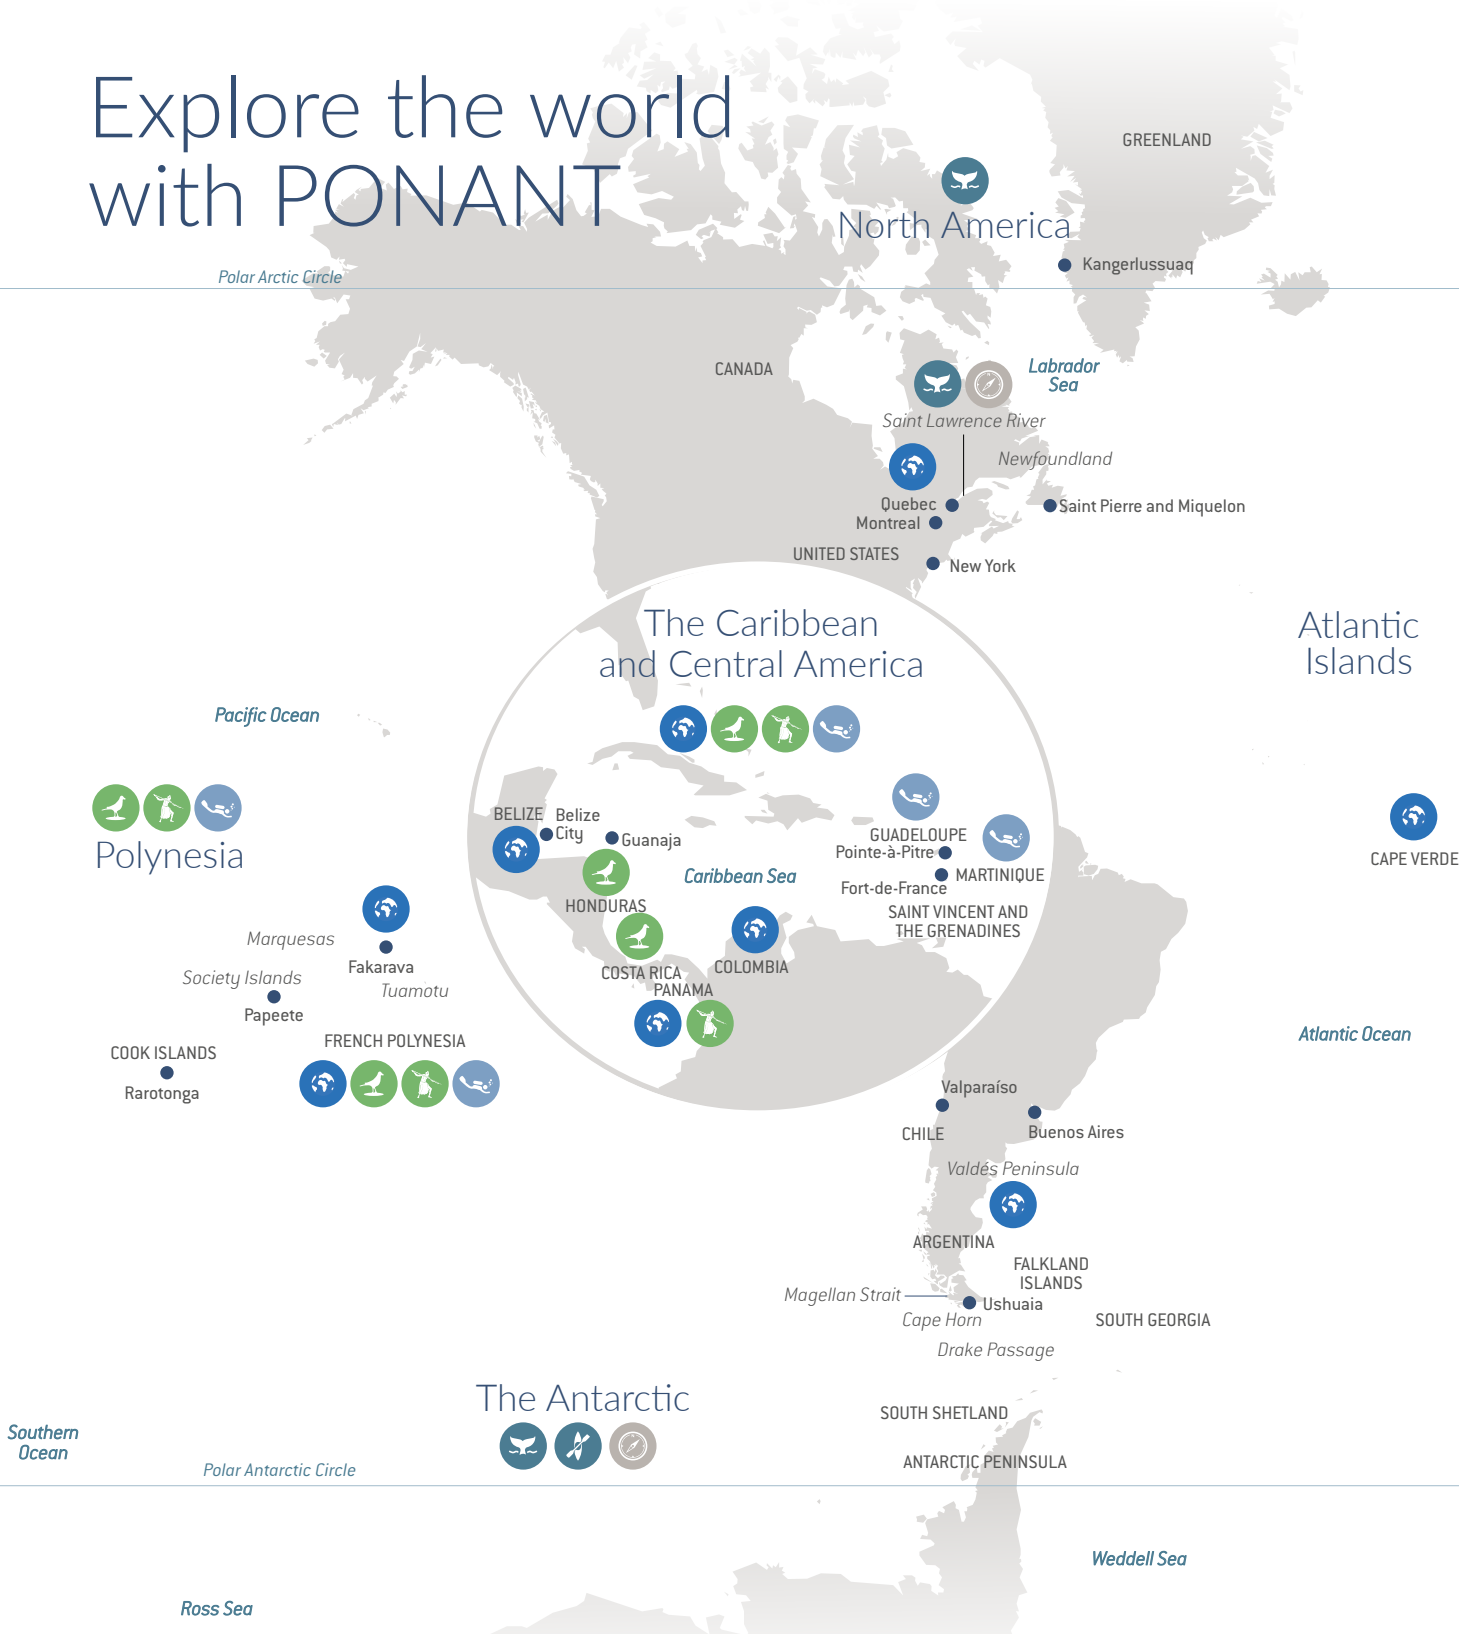 Explore the world
with PONANT
GREENLAND
North America
Kangerlussuaq
Polar Arctic Circle
CANADA
Labrador
Sea
Saint Lawrence River
Newfoundland
Quebec
Saint Pierre and Miquelon
Montreal
UNITED STATES
New York
The Caribbean
and Central America
Atlantic
Islands
Pacific Ocean
BELIZE
Belize
City
Guanaja
GUADELOUPE
Pointe-à-Pitre
Polynesia
CAPE VERDE
Caribbean Sea
MARTINIQUE
Fort-de-France
HONDURAS
SAINT VINCENT AND
THE GRENADINES
Marquesas
Fakarava
COLOMBIA
COSTA RICA
Society Islands
Tuamotu
PANAMA
Papeete
Atlantic Ocean
FRENCH POLYNESIA
COOK ISLANDS
Rarotonga
Valparaíso
CHILE
Buenos Aires
Valdés Peninsula
ARGENTINA
FALKLAND
ISLANDS
Magellan Strait
Ushuaia
Cape Horn
SOUTH GEORGIA
Drake Passage
The Antarctic
SOUTH SHETLAND
Southern
Ocean
ANTARCTIC PENINSULA
Polar Antarctic Circle
Weddell Sea
Ross Sea